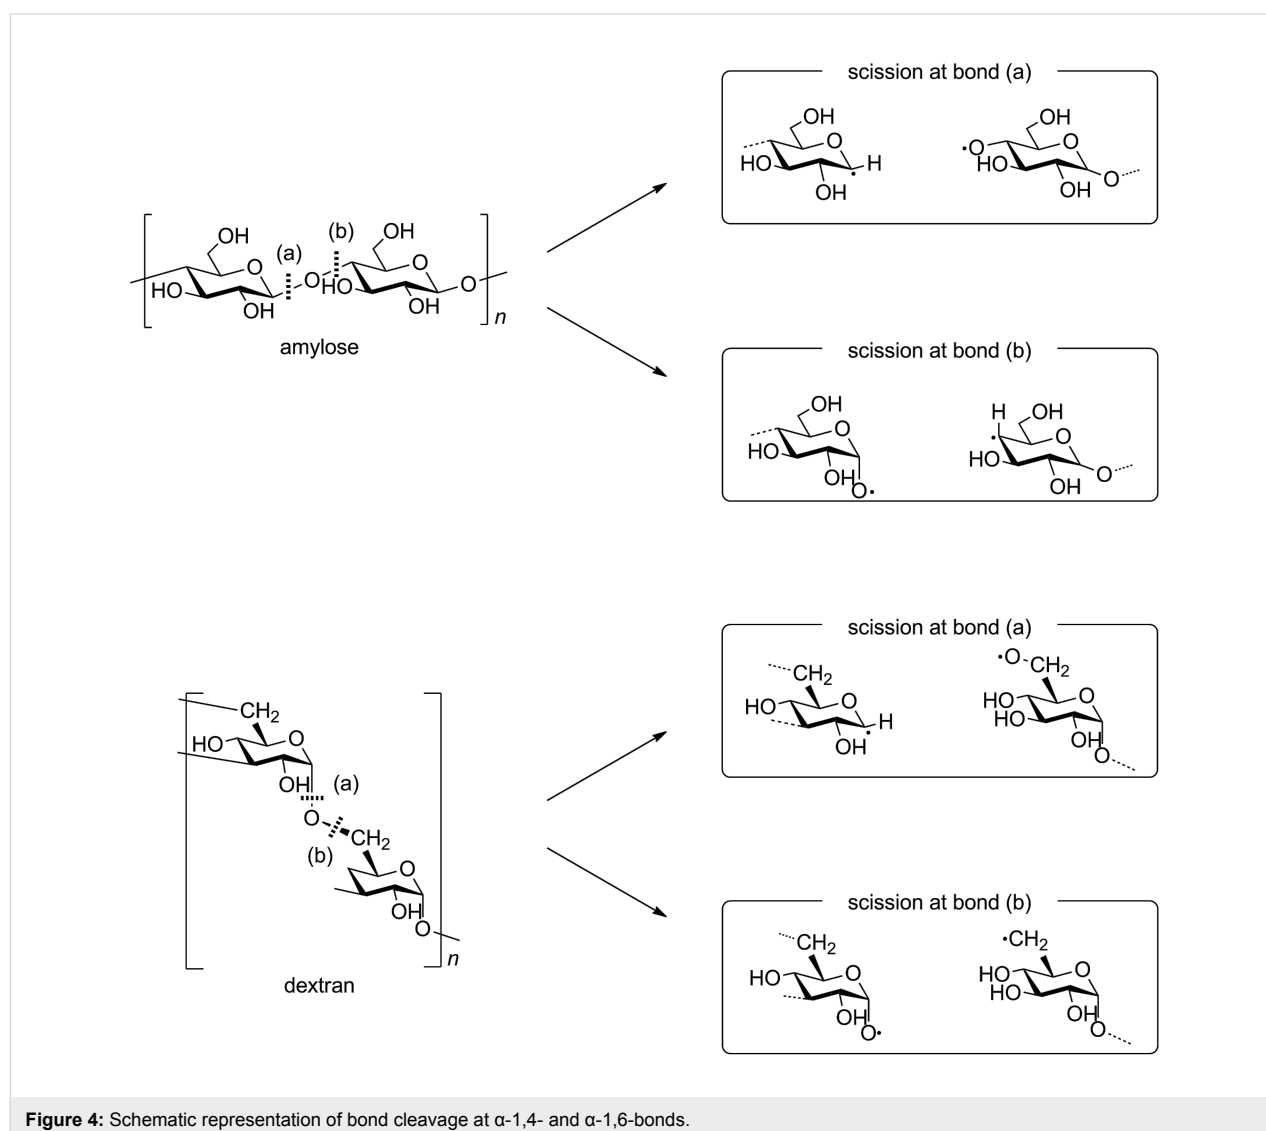 scission at bond (a)
OH
O
HO
OH
H
OH
•O
O
HO
OH
O
(a)
(b)
OH
O
HO
OH
O
OH
O
HO
OH
O
n
amylose
scission at bond (b)
OH
O
HO
OH
O•
H
OH
O
HO
OH
O
scission at bond (a)
CH2
HO
O
OH
H
•O
CH2
HO
HO
O
OH
O
CH2
HO
O
OH
(a)
O
(b)
CH2
O
OH
O
n
dextran
scission at bond (b)
CH2
HO
O
OH
O•
•CH2
HO
HO
O
OH
O
Figure 4: Schematic representation of bond cleavage at α-1,4- and α-1,6-bonds.